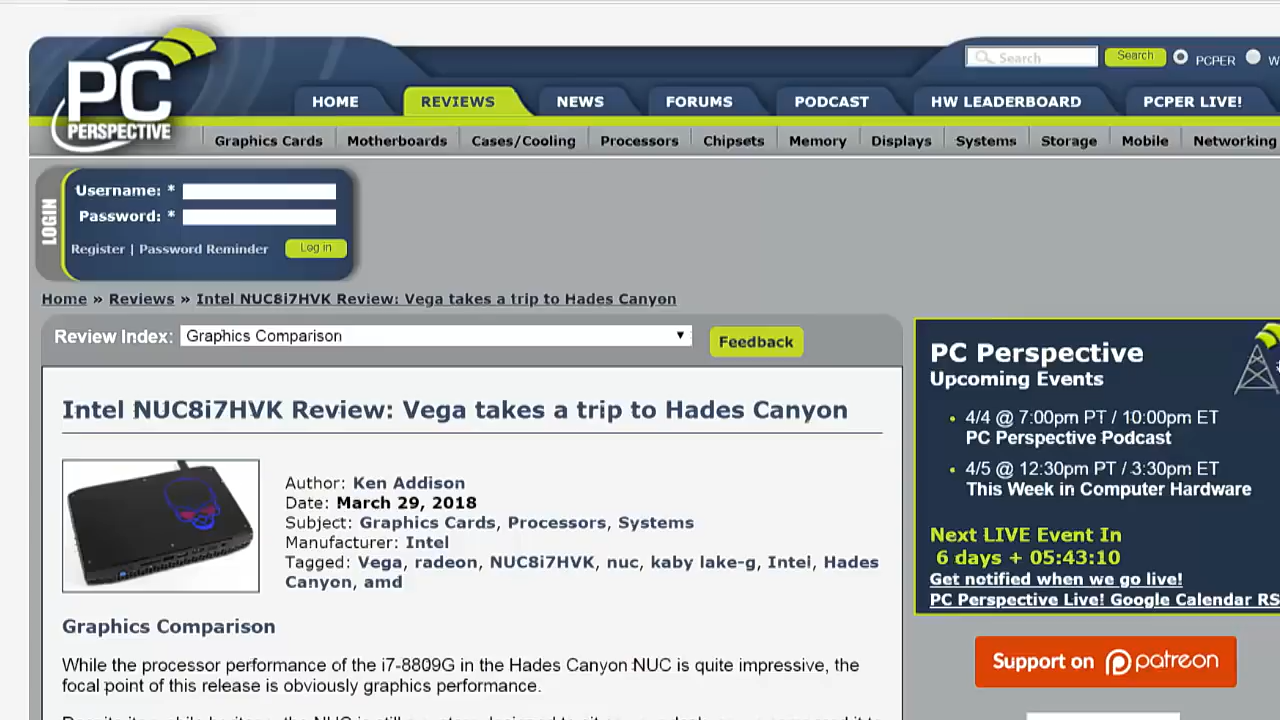 PC
PERSPECTIVE
Search
Search
PCPER
W
HOME
REVIEWS
NEWS
FORUMS
PODCAST
HW LEADERBOARD
PCPER LIVE!
Graphics Cards
Motherboards
Cases/Cooling
Processors
Chipsets
Memory
Displays
Systems
Storage
Mobile
Networking
LOGIN
Username: *
Password: *
Register | Password Reminder
Log in
Home » Reviews » Intel NUC8i7HVK Review: Vega takes a trip to Hades Canyon
Review Index: Graphics Comparison
Feedback
Intel NUC8i7HVK Review: Vega takes a trip to Hades Canyon
Author: Ken Addison
Date: March 29, 2018
Subject: Graphics Cards, Processors, Systems
Manufacturer: Intel
Tagged: Vega, radeon, NUC8i7HVK, nuc, kaby lake-g, Intel, Hades
Canyon, amd
Graphics Comparison
While the processor performance of the i7-8809G in the Hades Canyon NUC is quite impressive, the
focal point of this release is obviously graphics performance.
PC Perspective
Upcoming Events
4/4 @ 7:00pm PT / 10:00pm ET
PC Perspective Podcast
4/5 @ 12:30pm PT / 3:30pm ET
This Week in Computer Hardware
Next LIVE Event In
6 days + 05:43:10
Get notified when we go live!
PC Perspective Live! Google Calendar RS
Support on patreon